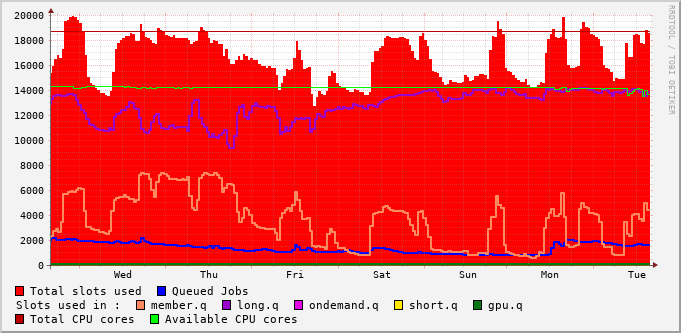 20000
18000
16000
14000
12000
10000
8000
6000
4000
2000
0
Wed Thu Fri Sat Sun Mon Tue
RRDTOOL / TOBI OETIKER
Total slots used Queued Jobs
Slots used in : member.q long.q ondemand.q short.q gpu.q
Total CPU cores Available CPU cores